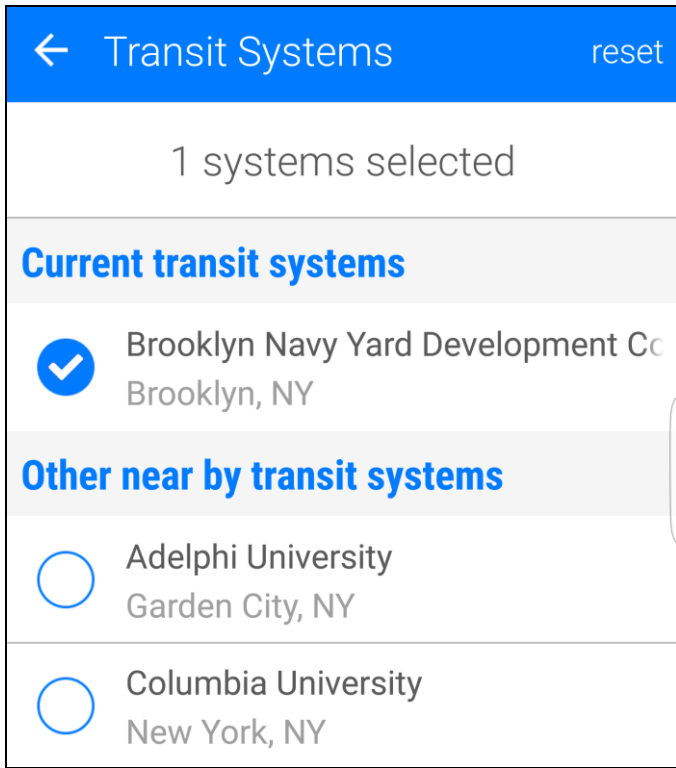 Transit Systems reset
1 systems selected
Current transit systems
Brooklyn Navy Yard Development Co
Brooklyn, NY
Other near by transit systems
Adelphi University
Garden City, NY
Columbia University
New York, NY